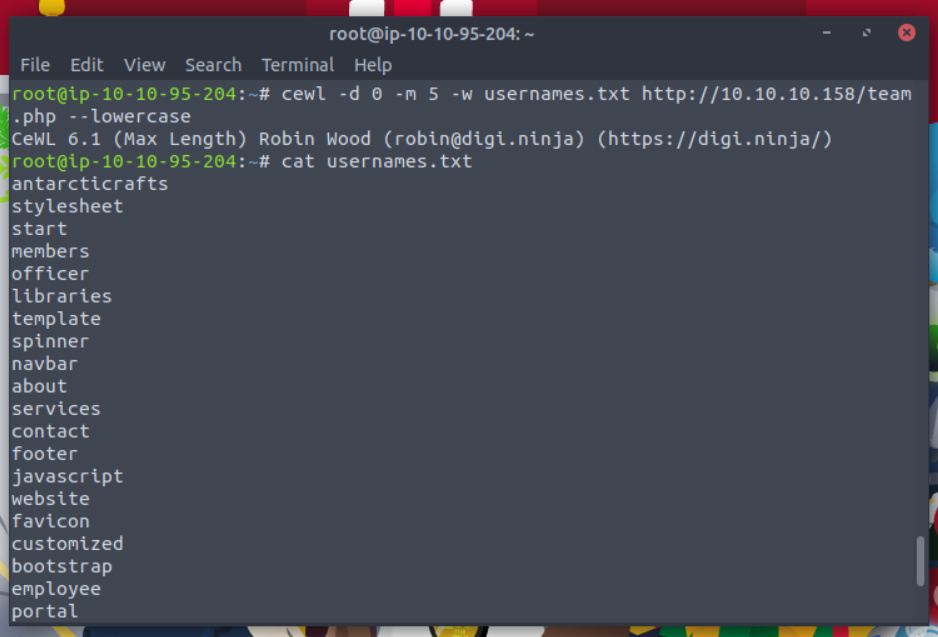 root@ip-10-10-95-204: ~
File Edit View Search Terminal Help
root@ip-10-10-95-204:~# cewl -d 0 -m 5 -w usernames.txt http://10.10.10.158/team
.php --lowercase
CeWL 6.1 (Max Length) Robin Wood (robin@digi.ninja) (https://digi.ninja/)
root@ip-10-10-95-204:~# cat usernames.txt
antarcticrafts
stylesheet
start
members
officer
libraries
template
spinner
navbar
about
services
contact
footer
javascript
website
favicon
customized
bootstrap
employee
portal